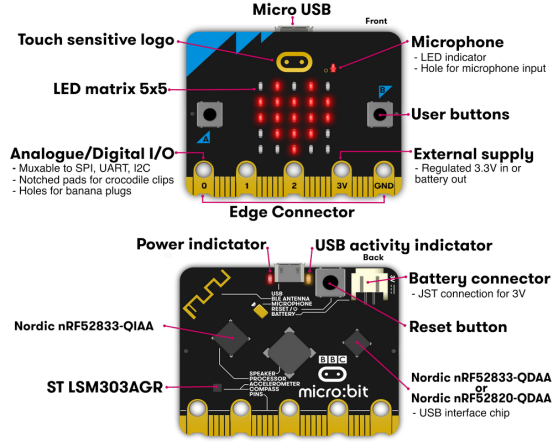 Micro USB
Front
Touch sensitive logo
Microphone
- LED indicator
- Hole for microphone input
LED matrix 5x5
B
User buttons
A
Analogue/Digital I/O
- Muxable to SPI, UART, I2C
- Notched pads for crocodile clips
- Holes for banana plugs
External supply
- Regulated 3.3V in or
battery out
0 1 2 3V GND
Edge Connector
Power indictator
USB activity indictator
Back
Battery connector
- JST connection for 3V
3V
USB
BLE ANTENNA
MICROPHONE
RESET / O
BATTERY
Reset button
Nordic nRF52833-QIAA
BBC
micro:bit
SPEAKER
PROCESSOR
ACCELEROMETER
COMPASS
PINS
ST LSM303AGR
Nordic nRF52833-QDAA
or
Nordic nRF52820-QDAA
- USB interface chip